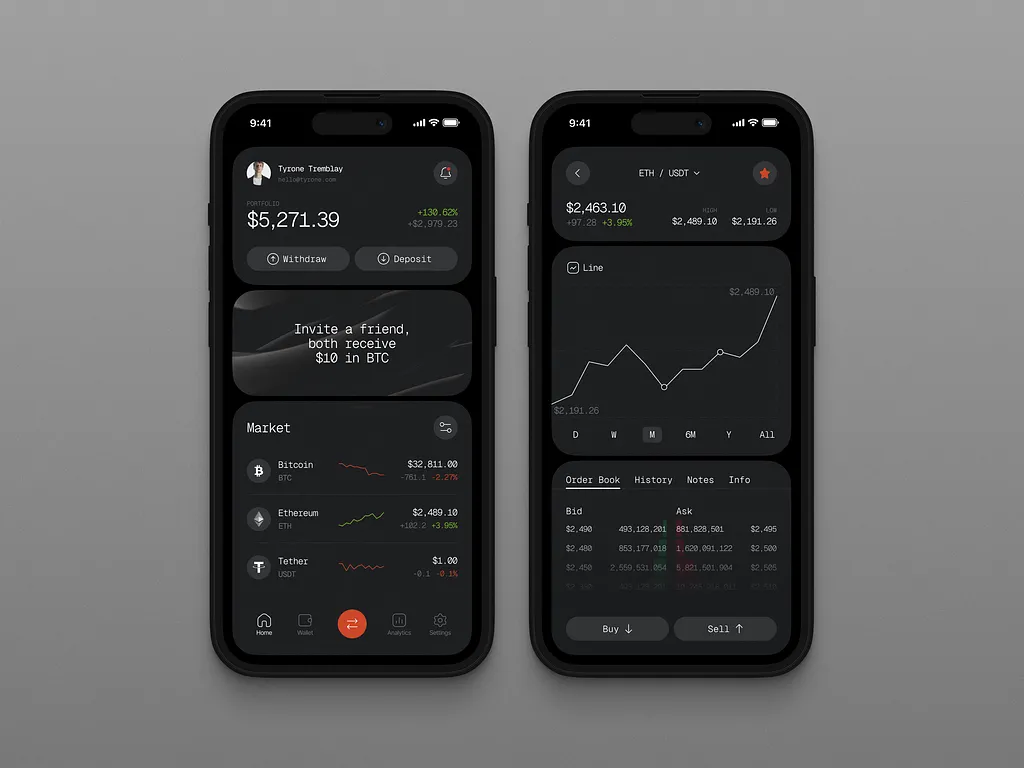 9:41
Tyrone Tremblay
hello@tyrone.com
PORTFOLIO
$5,271.39
+130.62%
+$2,979.23
Withdraw
Deposit
Invite a friend,
both receive
$10 in BTC
Market
Bitcoin
BTC
$32,811.00
-761.1 -2.27%
Ethereum
ETH
$2,489.10
+102.2 +3.95%
Tether
USDT
$1.00
-0.1 -0.1%
Home
Wallet
Analytics
Settings
9:41
ETH / USDT
$2,463.10
+97.28 +3.95%
HIGH
$2,489.10
LOW
$2,191.26
Line
$2,489.10
$2,191.26
D W M 6M Y All
Order Book History Notes Info
Bid Ask
$2,490 493,128,201 881,828,501 $2,495
$2,480 853,177,018 1,620,091,122 $2,500
$2,450 2,559,531,054 5,821,501,904 $2,505
Buy
Sell